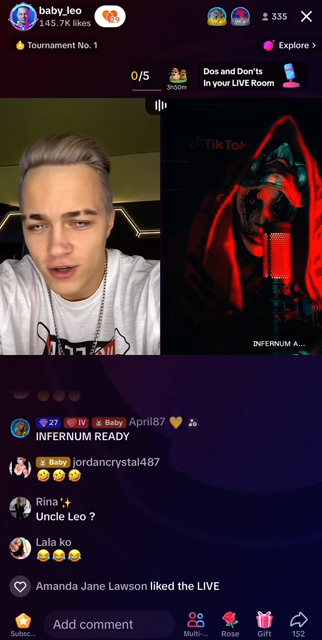 baby_leo
145.7K likes
29
335
Tournament No. 1
Explore >
0/5
3h50m
Dos and Don'ts
in your LIVE Room
TikTok
INFERNUM A...
27 IV Baby April87
INFERNUM READY
Baby jordancrystal487
Rina
Uncle Leo ?
Lala ko
Amanda Jane Lawson liked the LIVE
Subsc...
Add comment
Multi-...
Rose
Gift
152